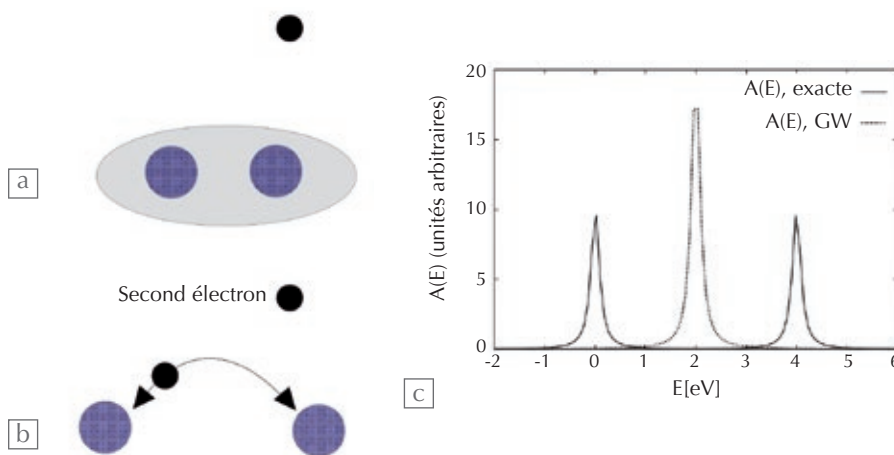 a
Second électron
b
c
A(E) (unités arbitraires)
20
15
10
5
0
A(E), exacte
A(E), GW
-2 -1 0 1 2 3 4 5 6
E[eV]